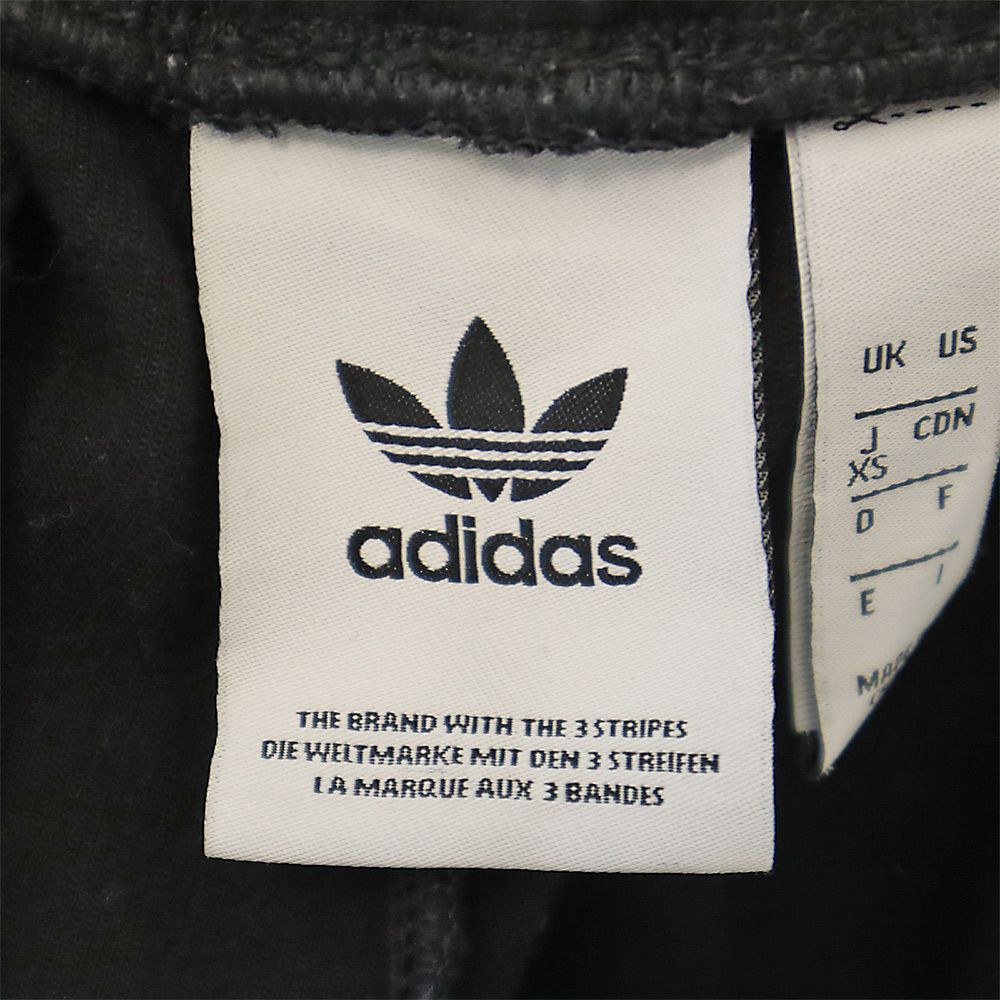 adidas
THE BRAND WITH THE 3 STRIPES
DIE WELTMARKE MIT DEN 3 STREIFEN
LA MARQUE AUX 3 BANDES
UK US
J CDN
XS
D F
E I